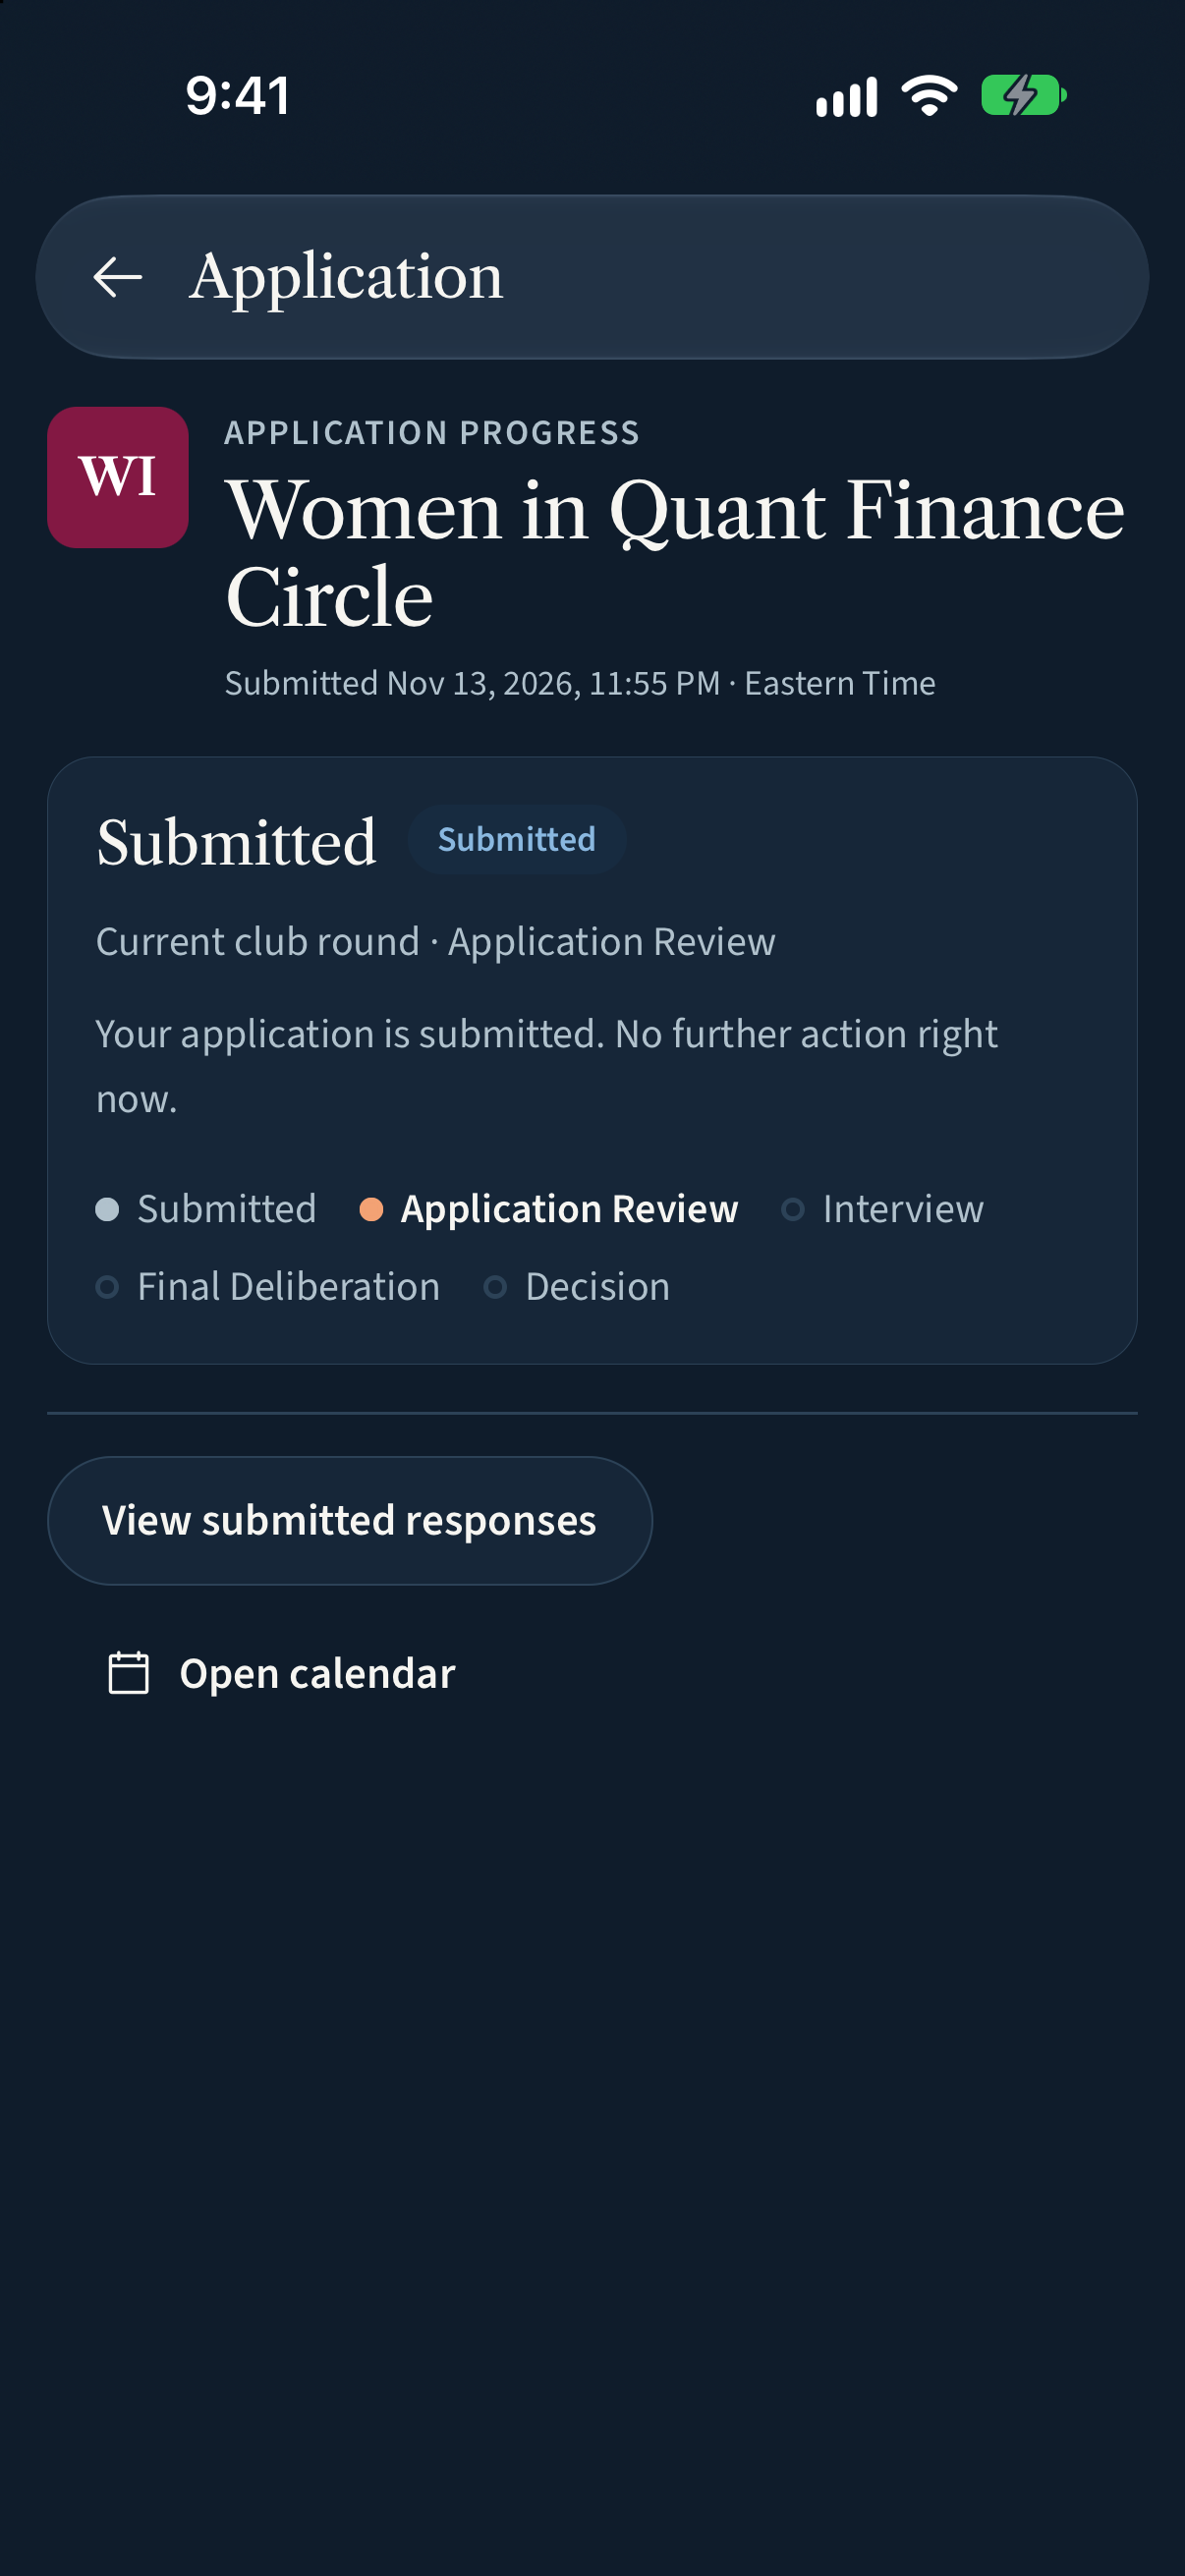 9:41
Application
WI
APPLICATION PROGRESS
Women in Quant Finance
Circle
Submitted Nov 13, 2026, 11:55 PM · Eastern Time
Submitted Submitted
Current club round · Application Review
Your application is submitted. No further action right
now.
Submitted Application Review Interview
Final Deliberation Decision
View submitted responses
Open calendar